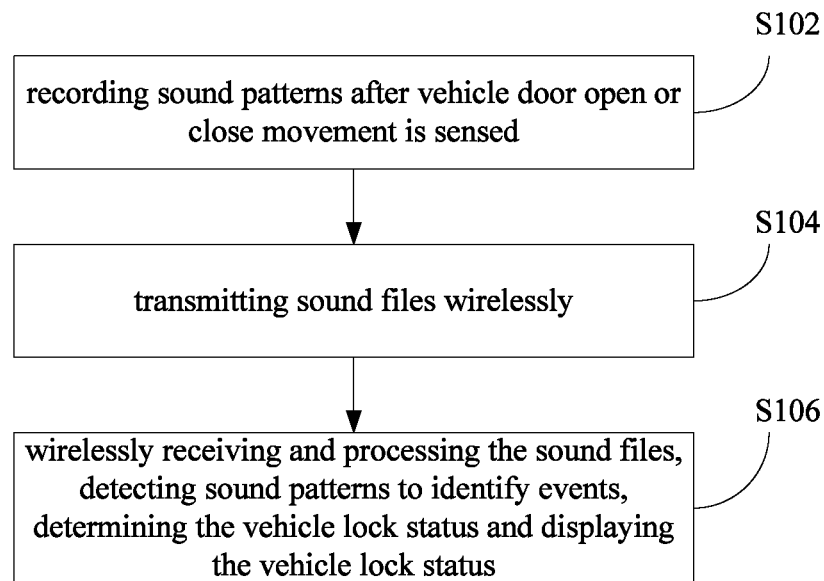 S102
recording sound patterns after vehicle door open or
close movement is sensed
S104
transmitting sound files wirelessly
S106
wirelessly receiving and processing the sound files,
detecting sound patterns to identify events,
determining the vehicle lock status and displaying
the vehicle lock status